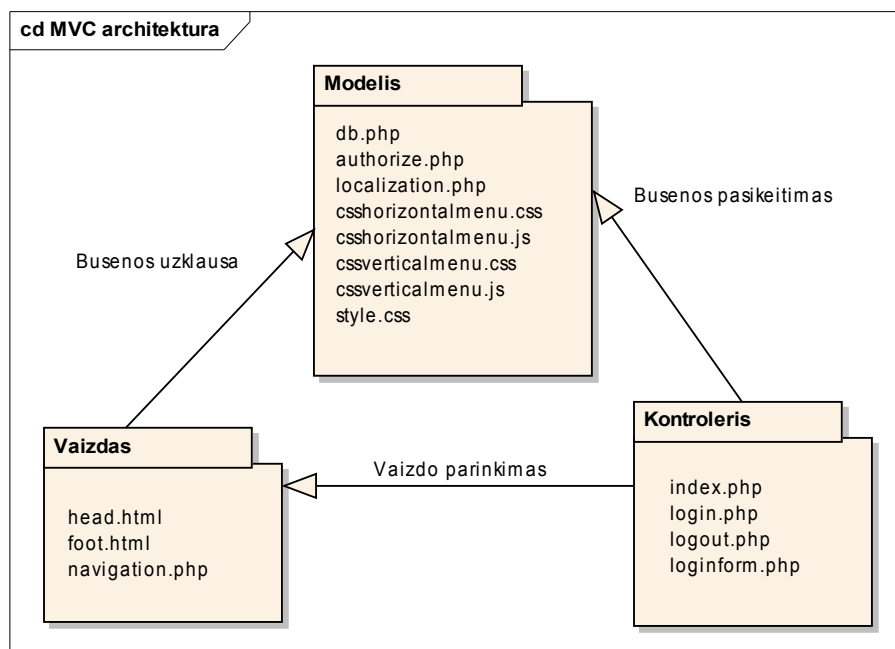 cd MVC architektura
Modelis
db.php
authorize.php
localization.php
csshorizontalmenu.css
csshorizontalmenu.js
cssverticalmenu.css
cssverticalmenu.js
style.css
Busenos pasikeitimas
Busenos uzklausa
Vaizdas
head.html
foot.html
navigation.php
Vaizdo parinkimas
Kontroleris
index.php
login.php
logout.php
loginform.php